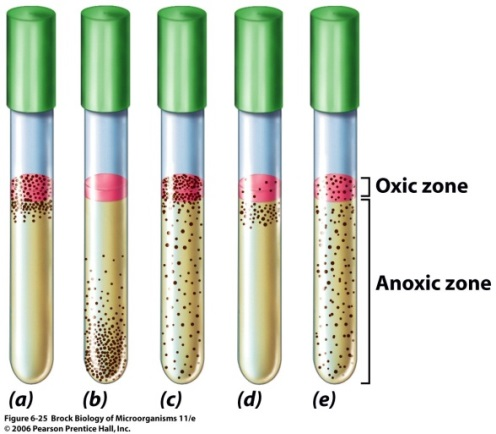 Oxic zone
Anoxic zone
(a) (b) (c) (d) (e)
Figure 6-25 Brock Biology of Microorganisms 11/e
© 2006 Pearson Prentice Hall, Inc.